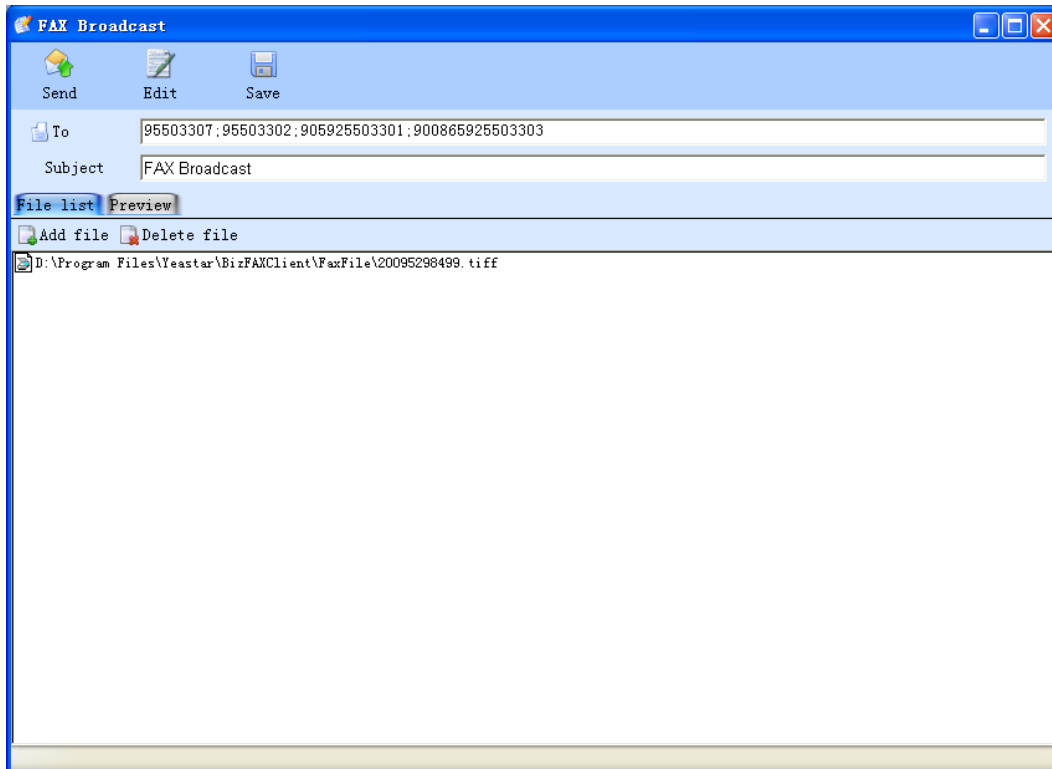 FAX Broadcast
Send Edit Save
To 95503307;95503302;905925503301;900865925503303
Subject FAX Broadcast
File list Preview
Add file Delete file
D:\Program Files\Yeastar\BizFAXClient\FaxFile\20095298499.tiff